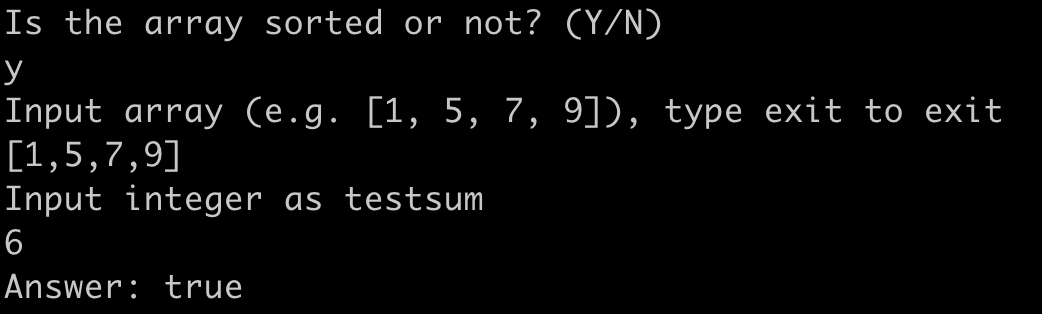 Is the array sorted or not? (Y/N)
y
Input array (e.g. [1, 5, 7, 9]), type exit to exit
[1,5,7,9]
Input integer as testsum
6
Answer: true